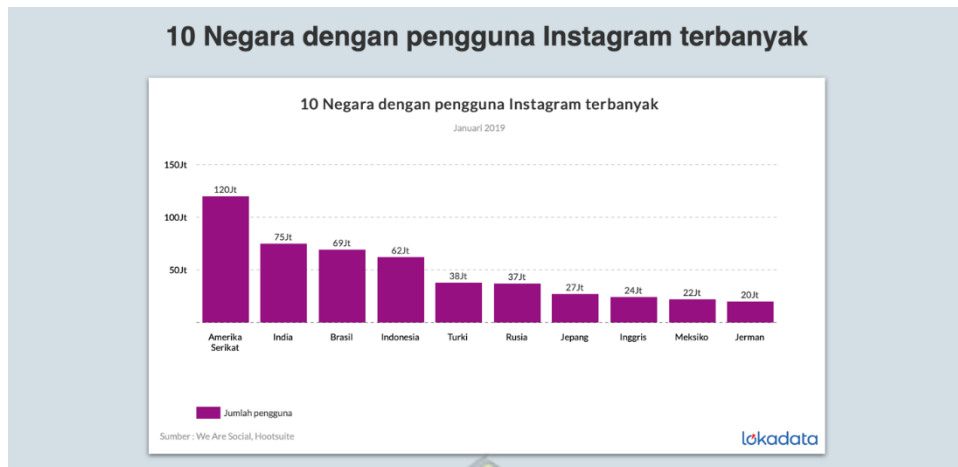 10 Negara dengan pengguna Instagram terbanyak
10 Negara dengan pengguna Instagram terbanyak
Januari 2019
150Jt
120Jt
100Jt
75Jt
69Jt
62Jt
50Jt
38Jt
37Jt
27Jt
24Jt
22Jt
20Jt
Amerika
Serikat
India
Brasil
Indonesia
Turki
Rusia
Jepang
Inggris
Meksiko
Jerman
Jumlah pengguna
Sumber : We Are Social, Hootsuite
lokadata